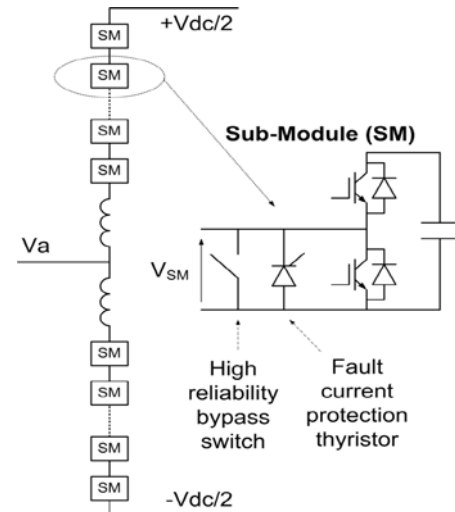 +Vdc/2
SM
SM
SM
SM
Sub-Module (SM)
Va
VSM
SM
SM
SM
SM
High
reliability
bypass
switch
Fault
current
protection
thyristor
-Vdc/2